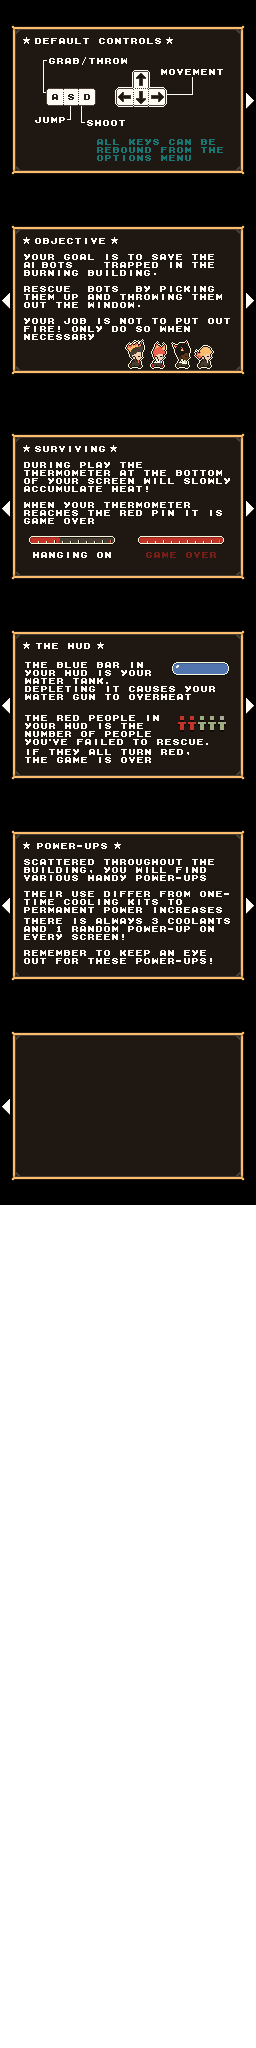 ★DEFAULT CONTROLS★
GRAB/THROW
MOVEMENT
A S D
JUMP
SHOOT
ALL KEYS CAN BE
REBOUND FROM THE
OPTIONS MENU
★OBJECTIVE★
YOUR GOAL IS TO SAVE THE
AI BOTS TRAPPED IN THE
BURNING BUILDING.
RESCUE BOTS BY PICKING
THEM UP AND THROWING THEM
OUT THE WINDOW.
YOUR JOB IS NOT TO PUT OUT
FIRE! ONLY DO SO WHEN
NECESSARY
★SURVIVING★
DURING PLAY THE
THERMOMETER AT THE BOTTOM
OF YOUR SCREEN WILL SLOWLY
ACCUMULATE HEAT!
WHEN YOUR THERMOMETER
REACHES THE RED PIN IT IS
GAME OVER
HANGING ON
GAME OVER
★ THE HUD ★
THE BLUE BAR IN
YOUR HUD IS YOUR
WATER TANK.
DEPLETING IT CAUSES YOUR
WATER GUN TO OVERHEAT
THE RED PEOPLE IN
YOUR HUD IS THE
NUMBER OF PEOPLE
YOU'VE FAILED TO RESCUE.
IF THEY ALL TURN RED,
THE GAME IS OVER
★ POWER-UPS ★
SCATTERED THROUGHOUT THE
BUILDING, YOU WILL FIND
VARIOUS HANDY POWER-UPS
THEIR USE DIFFER FROM ONE-
TIME COOLING KITS TO
PERMANENT POWER INCREASES
THERE IS ALWAYS 3 COOLANTS
AND 1 RANDOM POWER-UP ON
EVERY SCREEN!
REMEMBER TO KEEP AN EYE
OUT FOR THESE POWER-UPS!